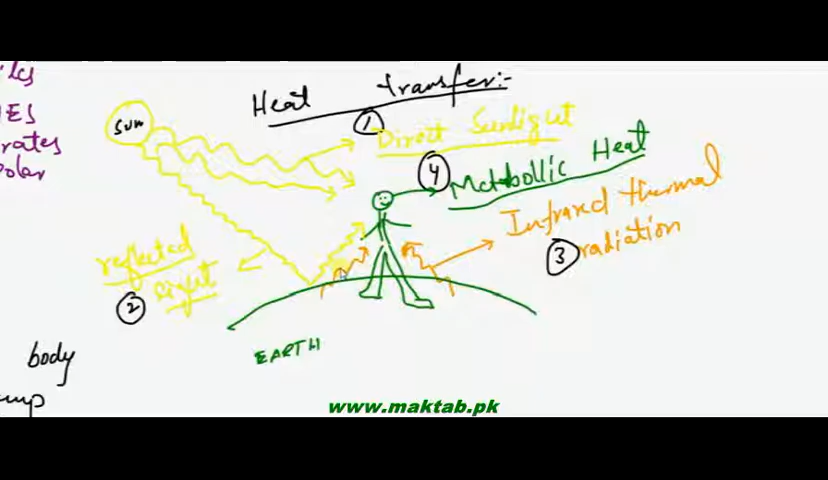 Heat Transfer:-
sun
1
Direct Sunlight
4
Metabollic Heat
Infrared thermal
3 radiation
reflected
light
2
EARTH
body
www.maktab.pk